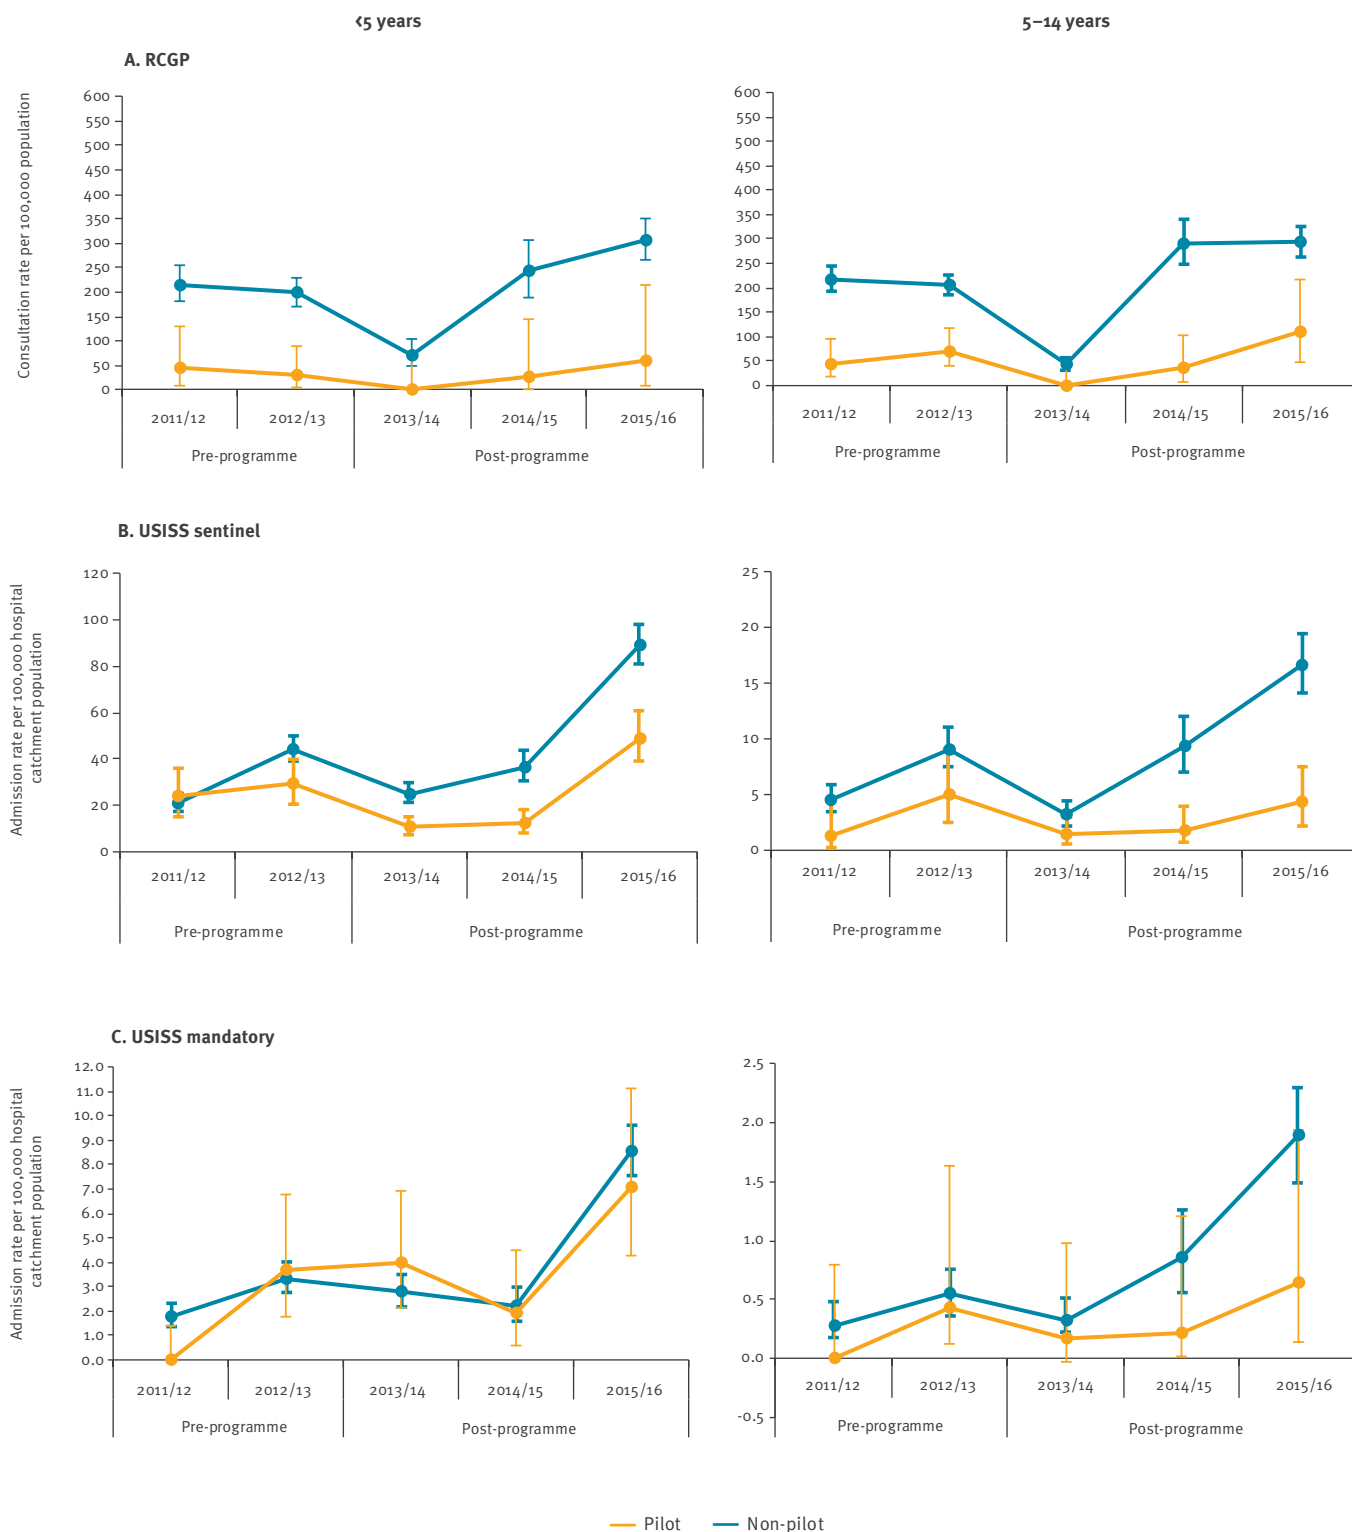 <5 years
5–14 years
A. RCGP
Consultation rate per 100,000 population
600
550
500
450
400
350
300
250
200
150
100
50
0
2011/12 2012/13 2013/14 2014/15 2015/16
Pre-programme Post-programme
600
550
500
450
400
350
300
250
200
150
100
50
0
2011/12 2012/13 2013/14 2014/15 2015/16
Pre-programme Post-programme
B. USISS sentinel
Admission rate per 100,000 hospital
catchment population
120
100
80
60
40
20
0
2011/12 2012/13 2013/14 2014/15 2015/16
Pre-programme Post-programme
25
20
15
10
5
0
2011/12 2012/13 2013/14 2014/15 2015/16
Pre-programme Post-programme
C. USISS mandatory
Admission rate per 100,000 hospital
catchment population
12.0
11.0
10.0
9.0
8.0
7.0
6.0
5.0
4.0
3.0
2.0
1.0
0.0
2011/12 2012/13 2013/14 2014/15 2015/16
Pre-programme Post-programme
2.5
2.0
1.5
1.0
0.5
0.0
-0.5
2011/12 2012/13 2013/14 2014/15 2015/16
Pre-programme Post-programme
Pilot Non-pilot